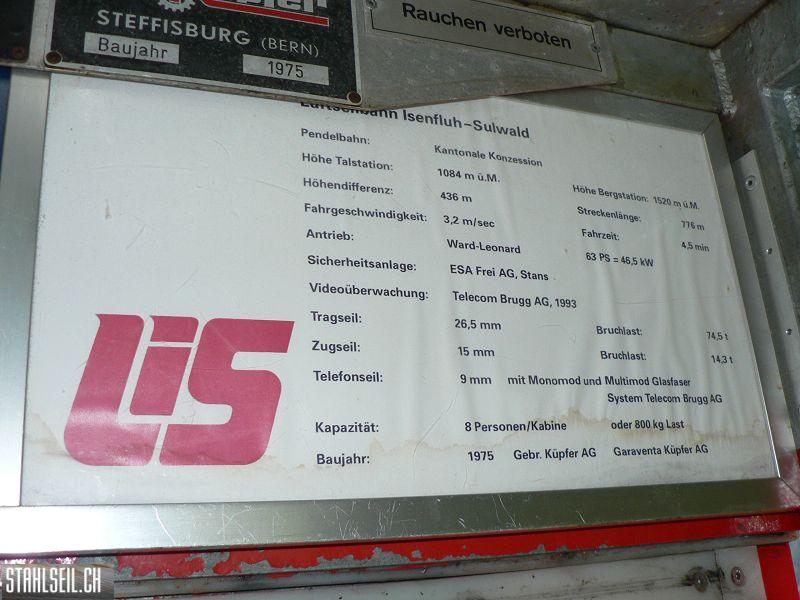 STEFFISBURG (BERN)
Baujahr 1975
Rauchen verboten
Luftseilbahn Isenfluh-Sulwald
Pendelbahn: Kantonale Konzession
Höhe Talstation: 1084 m ü.M. Höhe Bergstation: 1520 m ü.M.
Höhendifferenz: 436 m Streckenlänge: 776 m
Fahrgeschwindigkeit: 3,2 m/sec Fahrzeit: 4,5 min
Antrieb: Ward-Leonard 63 PS = 46,5 kW
Sicherheitsanlage: ESA Frei AG, Stans
Videoüberwachung: Telecom Brugg AG, 1993
Tragseil: 26,5 mm Bruchlast: 74,5 t
Zugseil: 15 mm Bruchlast: 14,3 t
Telefonseil: 9 mm mit Monomod und Multimod Glasfaser
System Telecom Brugg AG
Kapazität: 8 Personen/Kabine oder 800 kg Last
Baujahr: 1975 Gebr. Küpfer AG Garaventa Küpfer AG
LiS
STAHLSEIL.CH